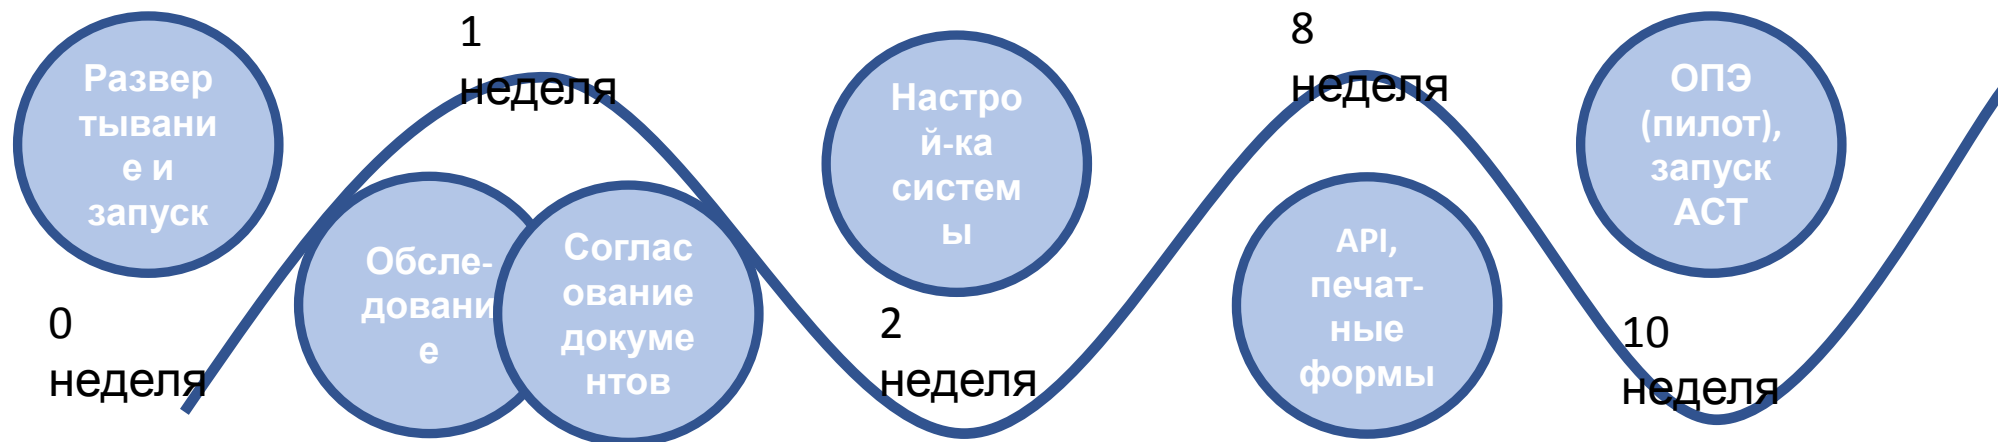 Развер
тывани
е и
запуск
0
неделя
1
неделя
Обсле-
довани
е
Соглас
ование
докуме
нтов
Настро
й-ка
систем
ы
2
неделя
8
неделя
API,
печат-
ные
формы
ОПЭ
(пилот),
запуск
АСТ
10
неделя